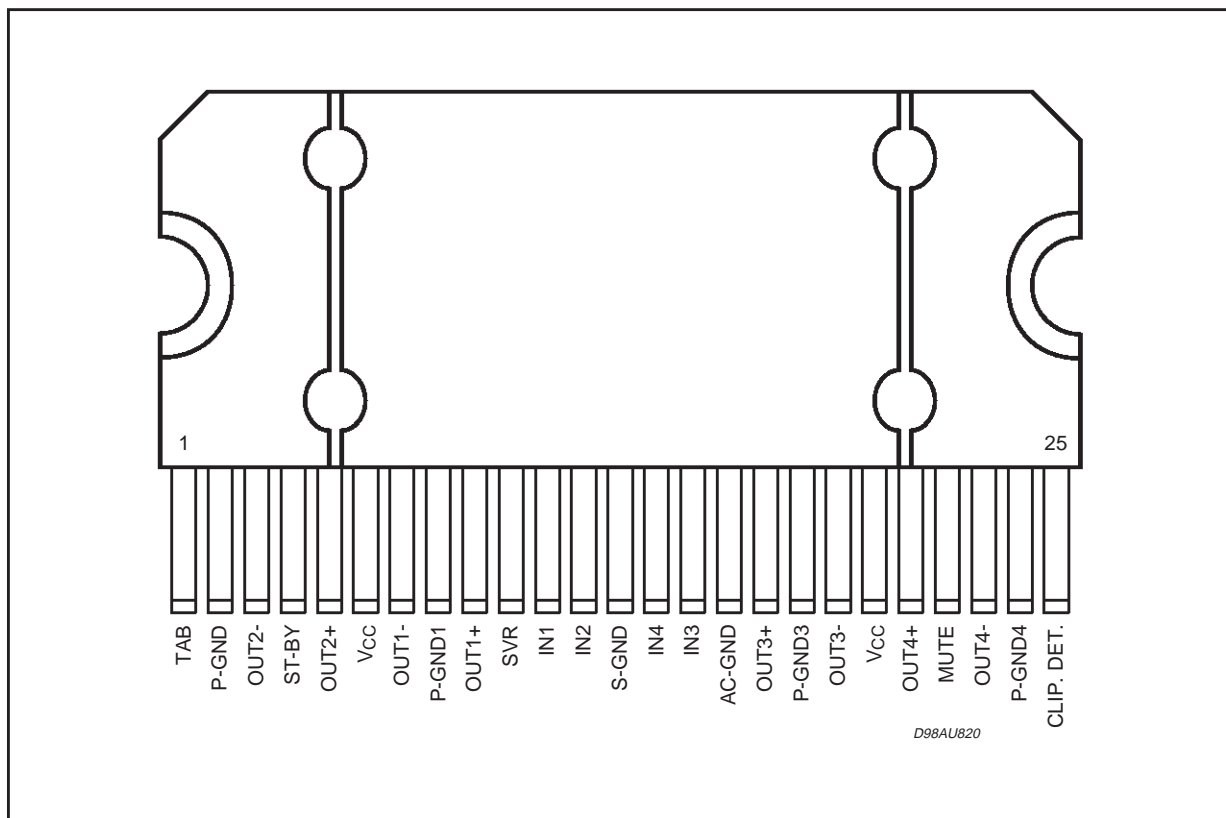 1
25
TAB
P-GND
OUT2-
ST-BY
OUT2+
VCC
OUT1-
P-GND1
OUT1+
SVR
IN1
IN2
S-GND
IN4
IN3
AC-GND
OUT3+
P-GND3
OUT3-
VCC
OUT4+
MUTE
OUT4-
P-GND4
CLIP. DET.
D98AU820